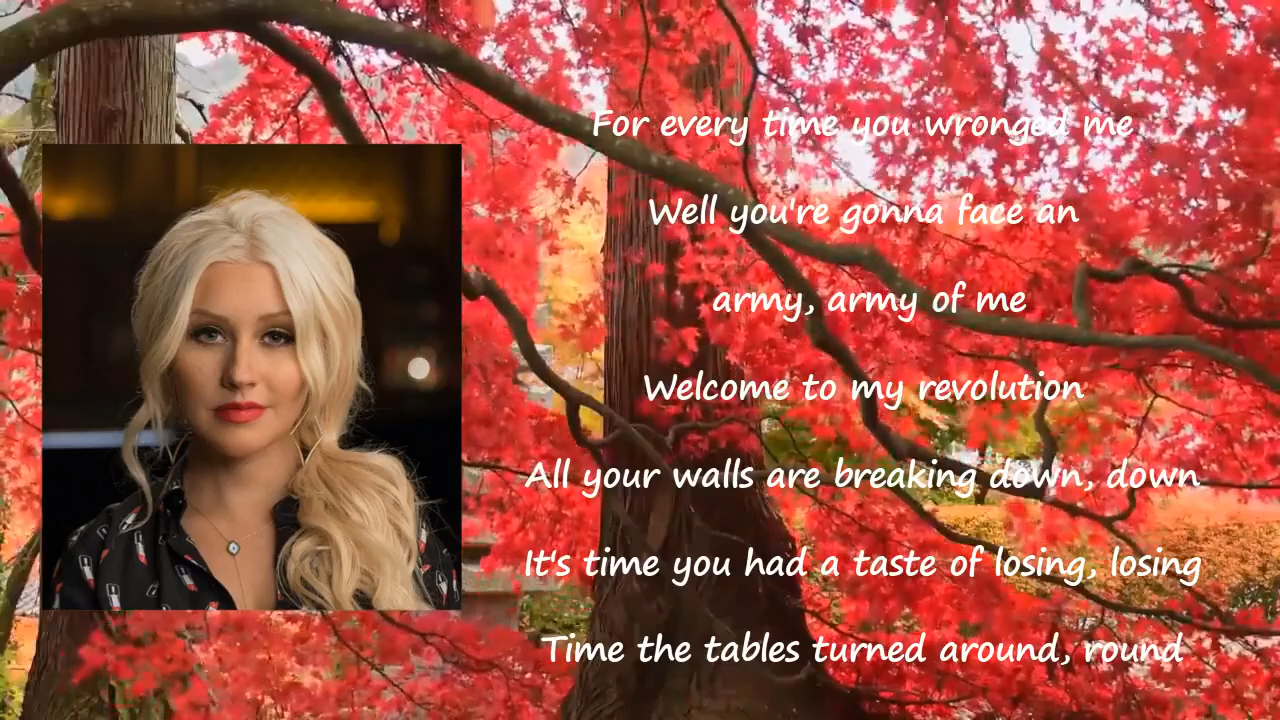 For every time you wronged me
Well you're gonna face an
army, army of me
Welcome to my revolution
All your walls are breaking down, down
It's time you had a taste of losing, losing
Time the tables turned around, round